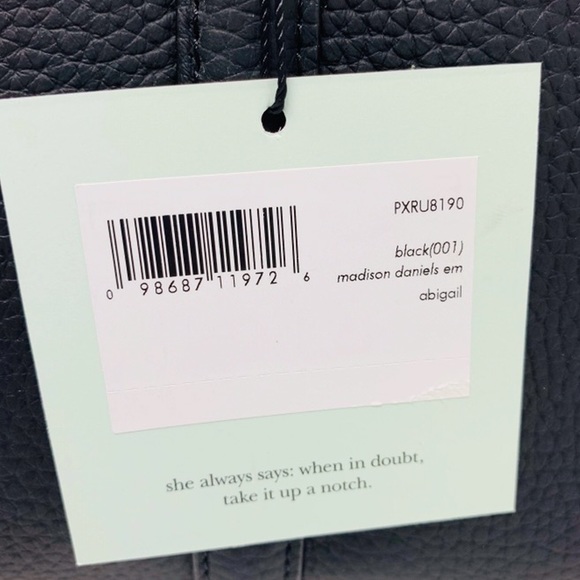 PXRU8190
black(001)
madison daniels em
abigail
0 98687 11972 6
she always says: when in doubt,
take it up a notch.